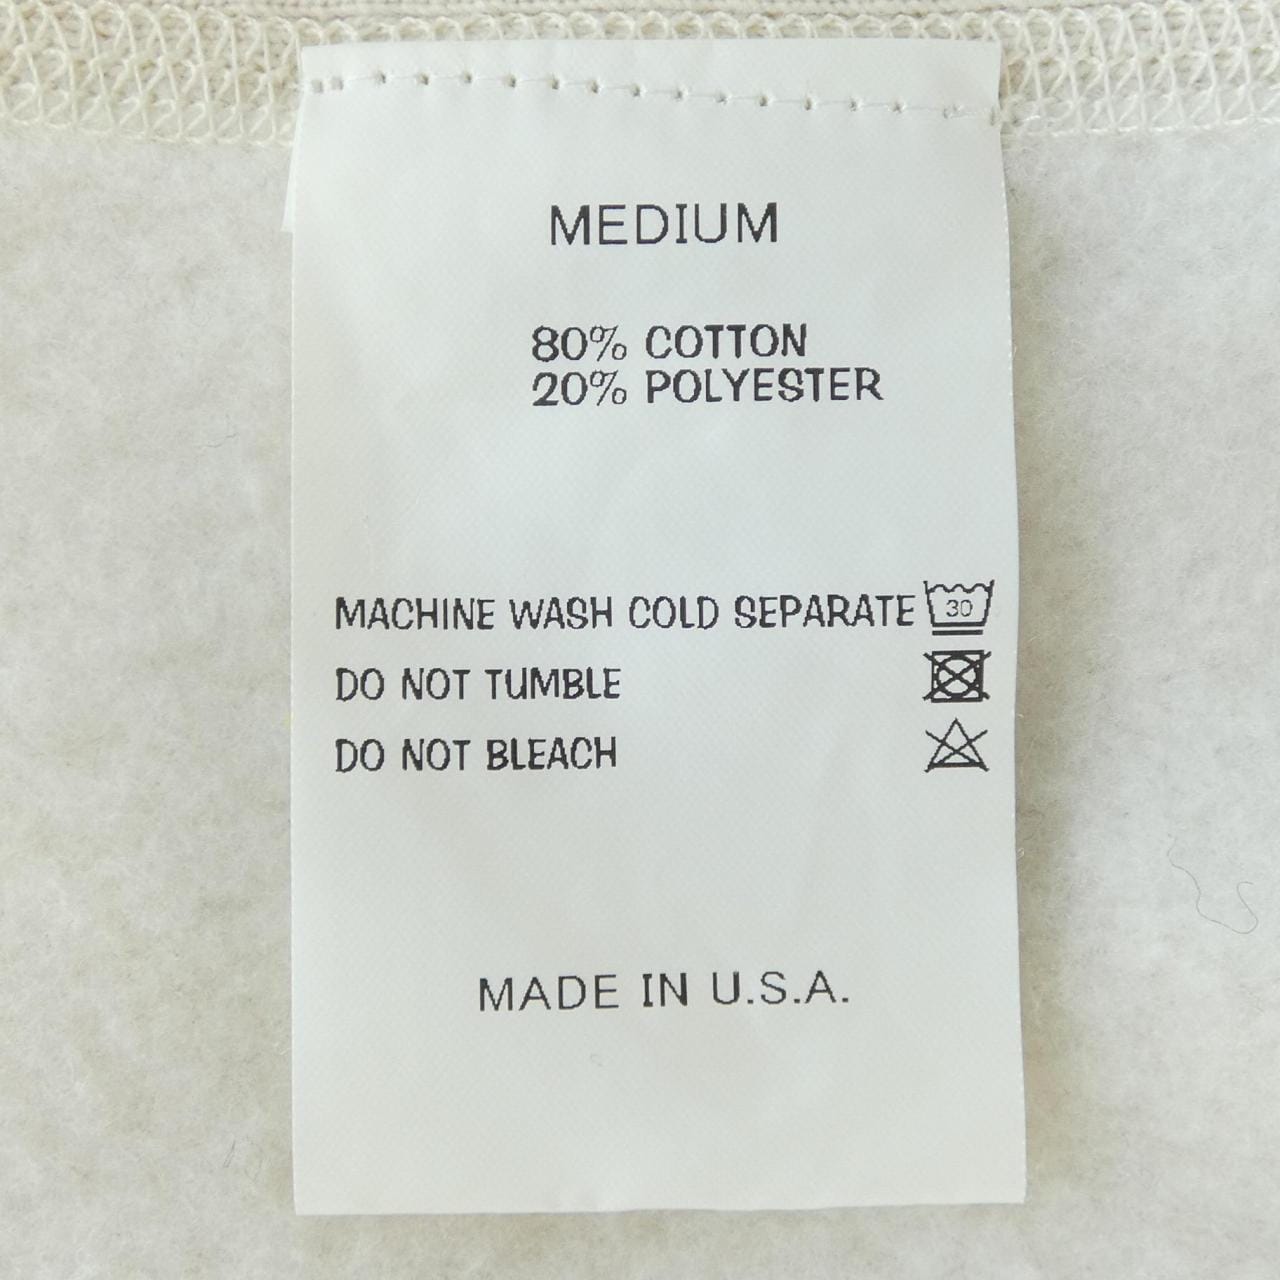 MEDIUM
80% COTTON
20% POLYESTER
MACHINE WASH COLD SEPARATE 30
DO NOT TUMBLE
DO NOT BLEACH
MADE IN U.S.A.